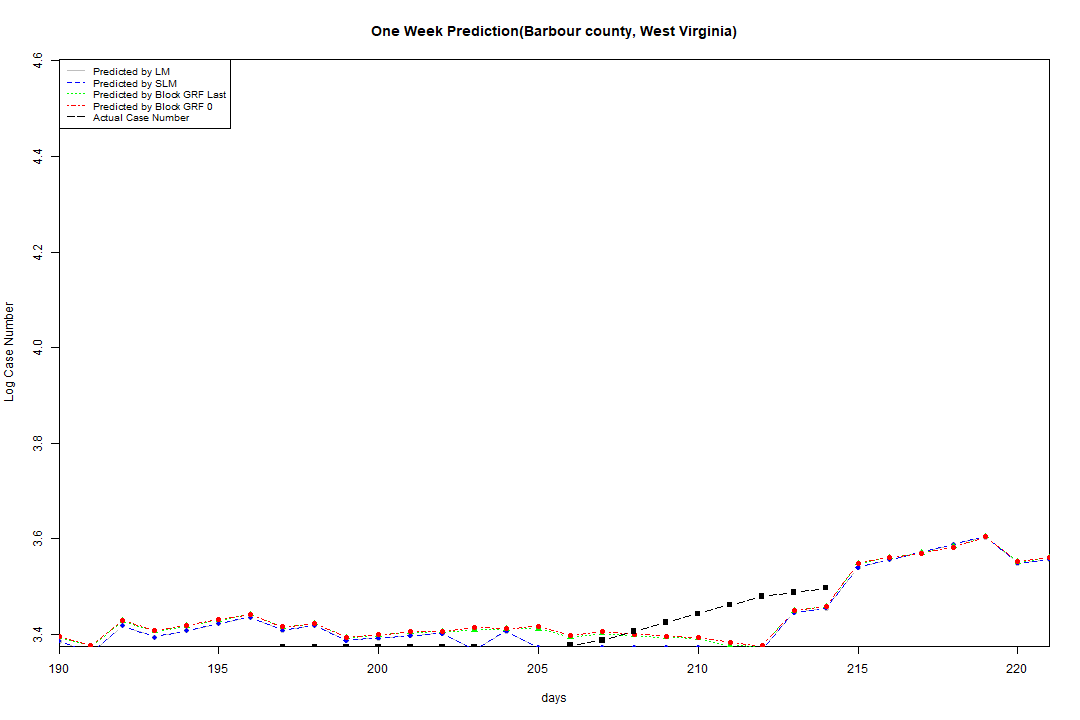 One Week Prediction(Barbour county, West Virginia)
Predicted by LM
Predicted by SLM
Predicted by Block GRF Last
Predicted by Block GRF 0
Actual Case Number
Log Case Number
4.6
4.4
4.2
4.0
3.8
3.6
3.4
190 195 200 205 210 215 220
days